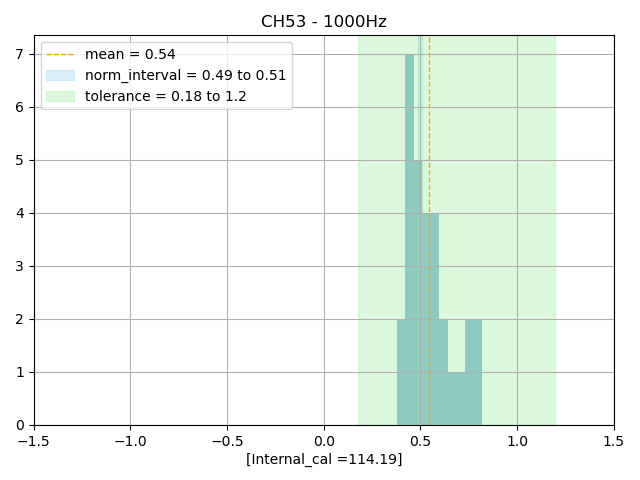 CH53 - 1000Hz
mean = 0.54
norm_interval = 0.49 to 0.51
tolerance = 0.18 to 1.2
7
6
5
4
3
2
1
0
−1.5 −1.0 −0.5 0.0 0.5 1.0 1.5
[Internal_cal =114.19]